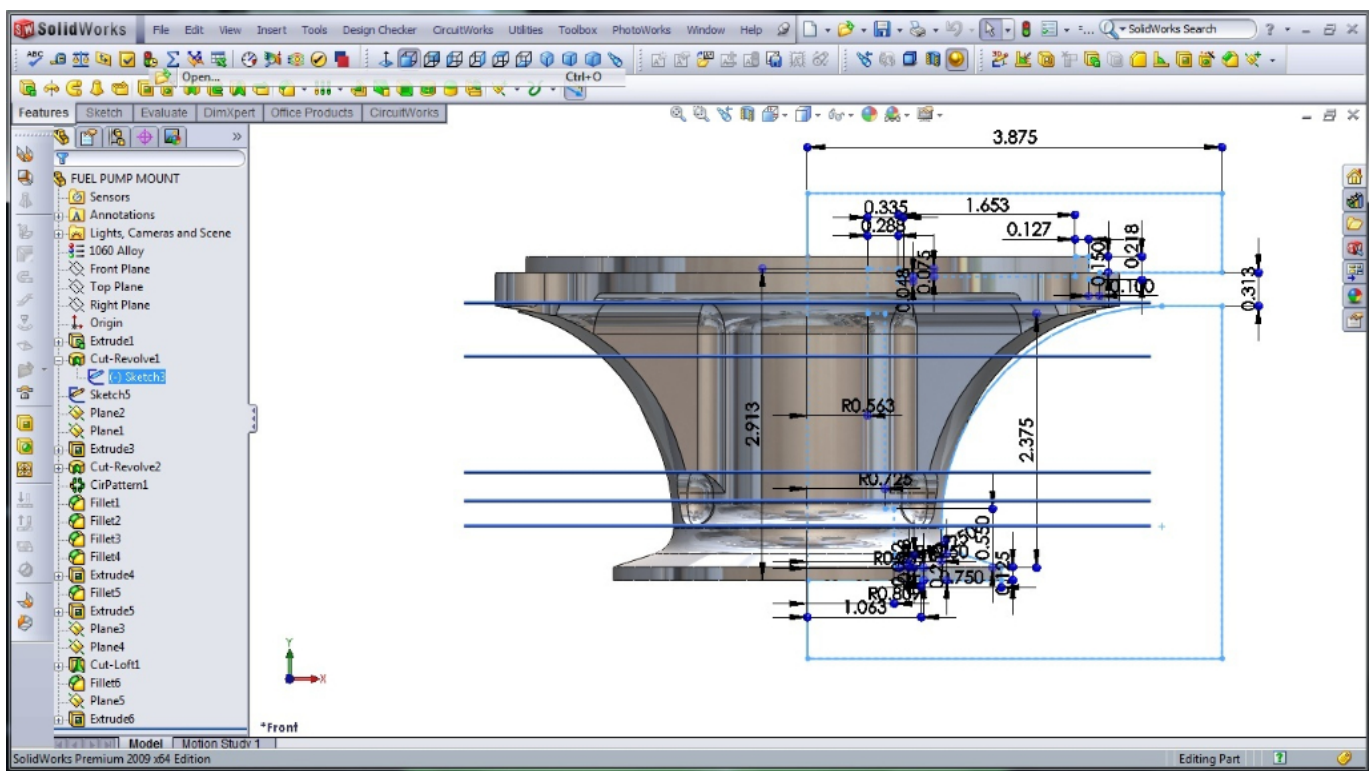 SolidWorks File Edit View Insert Tools Design Checker CircuitWorks Utilities Toolbox PhotoWorks Window Help SolidWorks Search
ABC
Open... Ctrl+O
Features Sketch Evaluate DimXpert Office Products CircuitWorks
FUEL PUMP MOUNT
Sensors
Annotations
Lights, Cameras and Scene
1060 Alloy
Front Plane
Top Plane
Right Plane
Origin
Extrude1
Cut-Revolve1
(-) Sketch3
Sketch5
Plane2
Plane1
Extrude3
Cut-Revolve2
CirPattern1
Fillet1
Fillet2
Fillet3
Fillet4
Extrude4
Fillet5
Extrude5
Plane3
Plane4
Cut-Loft1
Fillet6
Plane5
Extrude6
3.875
0.335 1.653
0.288 0.127
0.048 0.075 0.150 0.218
0.100 0.313
R0.563
2.913 2.375
R0.725
0.550
.750 0.125
R0.807
1.063
Y
X
*Front
Model Motion Study 1
SolidWorks Premium 2009 x64 Edition Editing Part